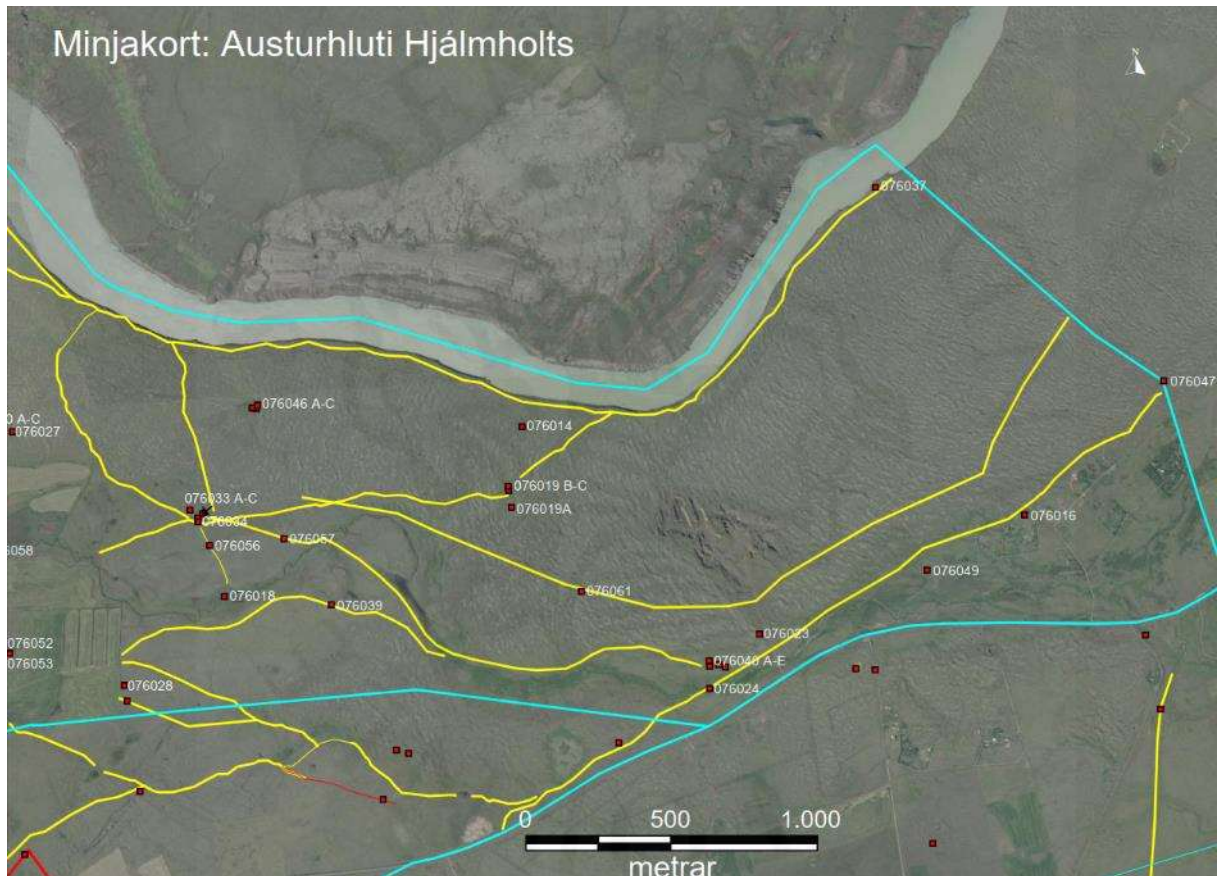 Minjakort: Austurhluti Hjálmholts
N
076037
076047
076046 A-C
0 A-C
076027
076014
076019 B-C
076033 A-C
076019A
076034
076016
076057
076056
6058
076049
076061
076018
076039
076023
076052
076040 A-E
076053
076028
076024
0 500 1.000
metrar